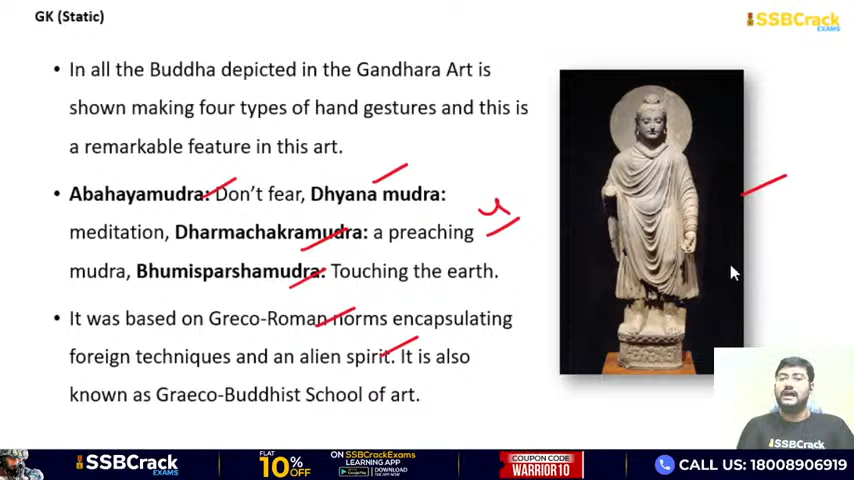 GK (Static)
SSBCrack
EXAMS
• In all the Buddha depicted in the Gandhara Art is
shown making four types of hand gestures and this is
a remarkable feature in this art.
• Abahayamudra: Don't fear, Dhyana mudra:
meditation, Dharmachakramudra: a preaching
mudra, Bhumisparshamudra: Touching the earth.
• It was based on Greco-Roman norms encapsulating
foreign techniques and an alien spirit. It is also
known as Graeco-Buddhist School of art.
SSBCrack
SSBCrack
EXAMS
FLAT
10% OFF
ON SSBCrackExams
LEARNING APP
DOWNLOAD
COUPON CODE
WARRIOR10
CALL US: 18008906919